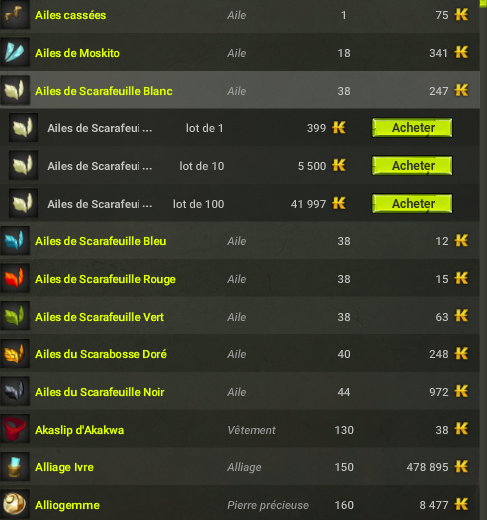 Ailes cassées Aile 1 75
Ailes de Moskito Aile 18 341
Ailes de Scarafeuille Blanc Aile 38 247
Ailes de Scarafeui ... lot de 1 399 Acheter
Ailes de Scarafeui ... lot de 10 5 500 Acheter
Ailes de Scarafeui ... lot de 100 41 997 Acheter
Ailes de Scarafeuille Bleu Aile 38 12
Ailes de Scarafeuille Rouge Aile 38 15
Ailes de Scarafeuille Vert Aile 38 63
Ailes du Scarabosse Doré Aile 40 248
Ailes du Scarafeuille Noir Aile 44 972
Akaslip d'Akakwa Vêtement 130 38
Alliage Ivre Alliage 150 478 895
Alliogemme Pierre précieuse 160 8 477